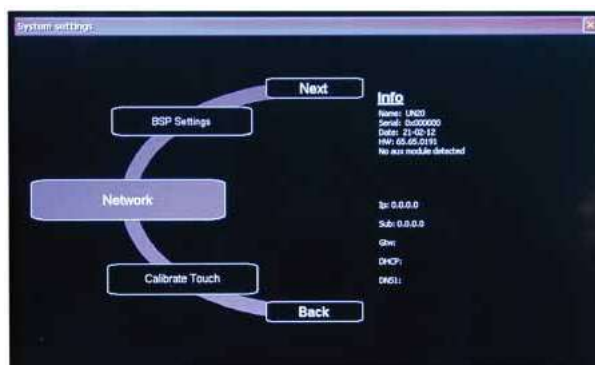 System settings
Next
BSP Settings
Network
Calibrate Touch
Back
Info
Name: UN20
Serial: 0x000000
Date: 21-02-12
HW: 65.65.0191
No aux module detected
Ip: 0.0.0.0
Sub: 0.0.0.0
Gtw:
DHCP:
DNS1: